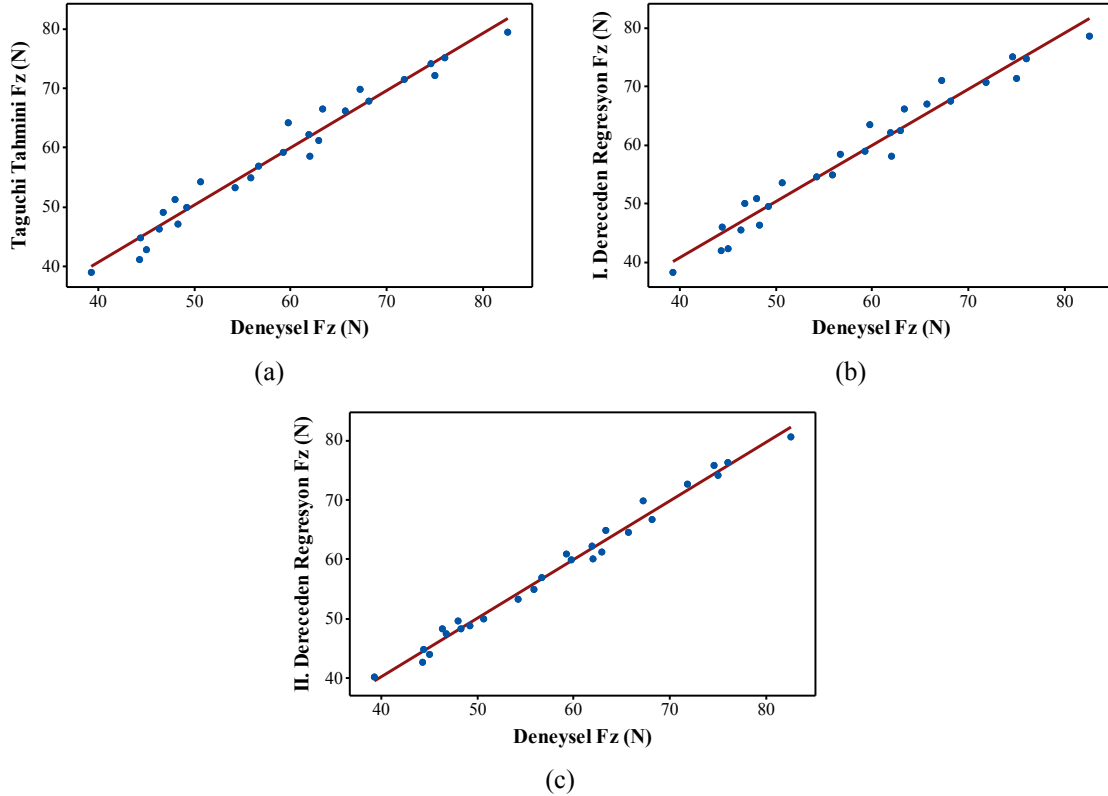 Taguchi Tahmini Fz (N)
80
70
60
50
40
40 50 60 70 80
Deneysel Fz (N)
(a)
I. Dereceden Regresyon Fz (N)
80
70
60
50
40
40 50 60 70 80
Deneysel Fz (N)
(b)
II. Dereceden Regresyon Fz (N)
80
70
60
50
40
40 50 60 70 80
Deneysel Fz (N)
(c)